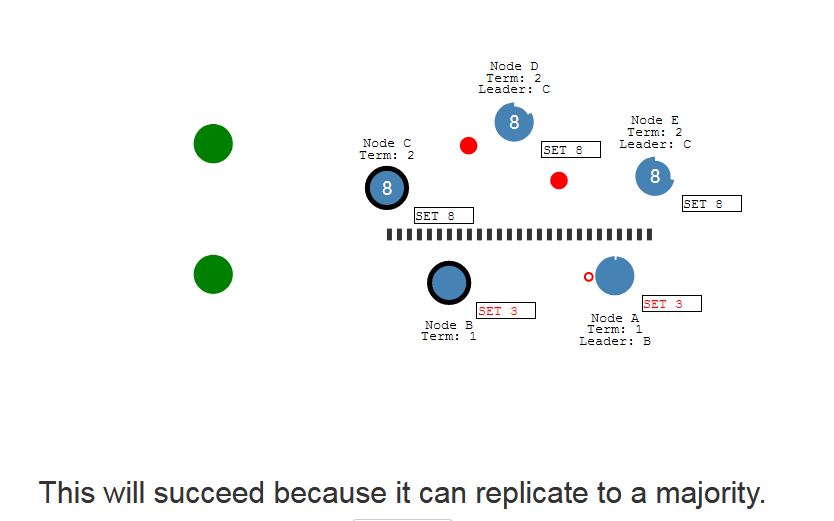 Node D
Term: 2
Leader: C
8
SET 8
Node E
Term: 2
Leader: C
8
SET 8
Node C
Term: 2
8
SET 8
Node B
Term: 1
SET 3
Node A
Term: 1
Leader: B
SET 3
This will succeed because it can replicate to a majority.